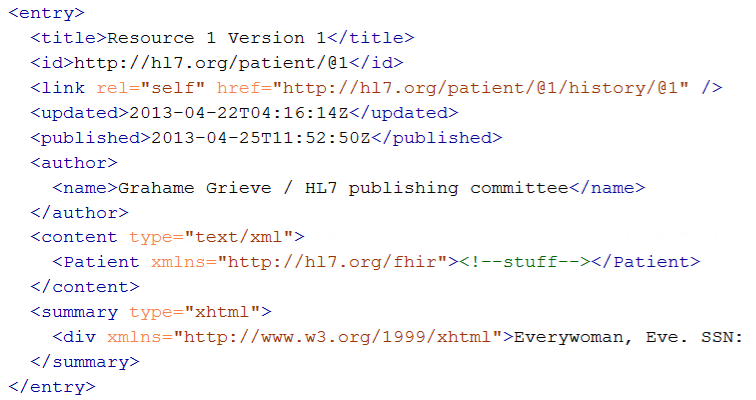 <entry>
  <title>Resource 1 Version 1</title>
  <id>http://hl7.org/patient/@1</id>
  <link rel="self" href="http://hl7.org/patient/@1/history/@1" />
  <updated>2013-04-22T04:16:14Z</updated>
  <published>2013-04-25T11:52:50Z</published>
  <author>
    <name>Grahame Grieve / HL7 publishing committee</name>
  </author>
  <content type="text/xml">
    <Patient xmlns="http://hl7.org/fhir"><!--stuff--></Patient>
  </content>
  <summary type="xhtml">
    <div xmlns="http://www.w3.org/1999/xhtml">Everywoman, Eve. SSN:
  </summary>
</entry>